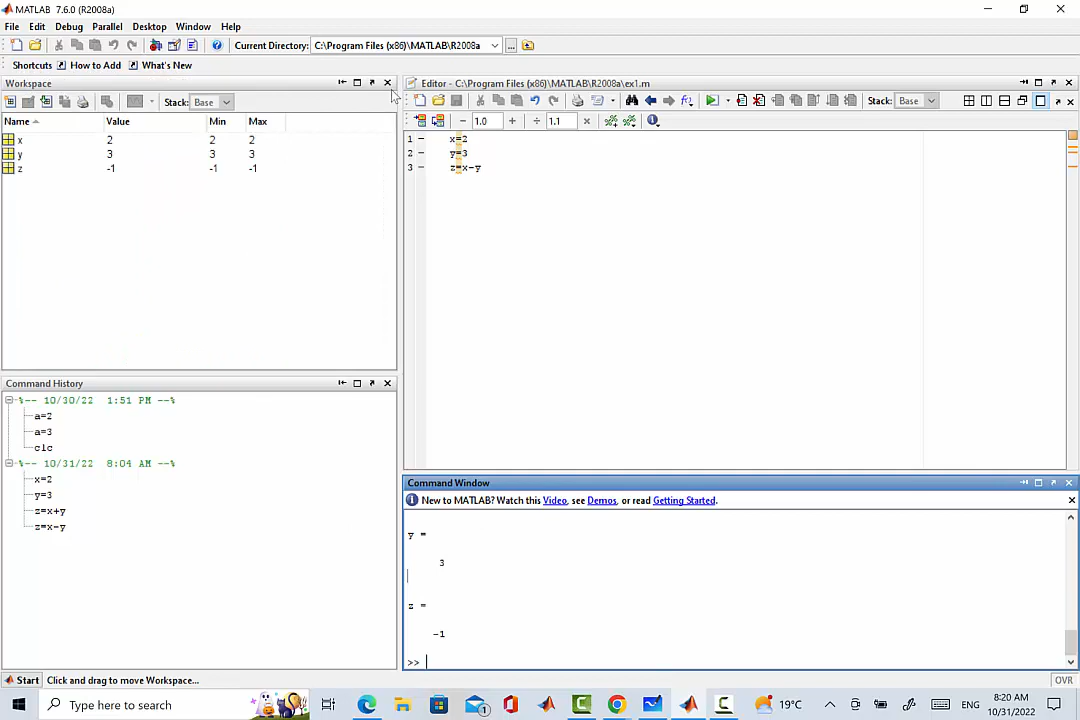 MATLAB 7.6.0 (R2008a)
File Edit Debug Parallel Desktop Window Help
Current Directory: C:\Program Files (x86)\MATLAB\R2008a ...
Shortcuts How to Add What's New
Workspace
Stack: Base
Name Value Min Max
x 2 2 2
y 3 3 3
z -1 -1 -1
Command History
%-- 10/30/22 1:51 PM --%
a=2
a=3
clc
%-- 10/31/22 8:04 AM --%
x=2
y=3
z=x+y
z=x-y
Editor - C:\Program Files (x86)\MATLAB\R2008a\ex1.m
Stack: Base
- 1.0 + ÷ 1.1 ×
1 - x=2
2 - y=3
3 - z=x-y
Command Window
New to MATLAB? Watch this Video, see Demos, or read Getting Started.
y =
3
z =
-1
>>
Start Click and drag to move Workspace... OVR
Type here to search
1
19°C
ENG
8:20 AM
10/31/2022